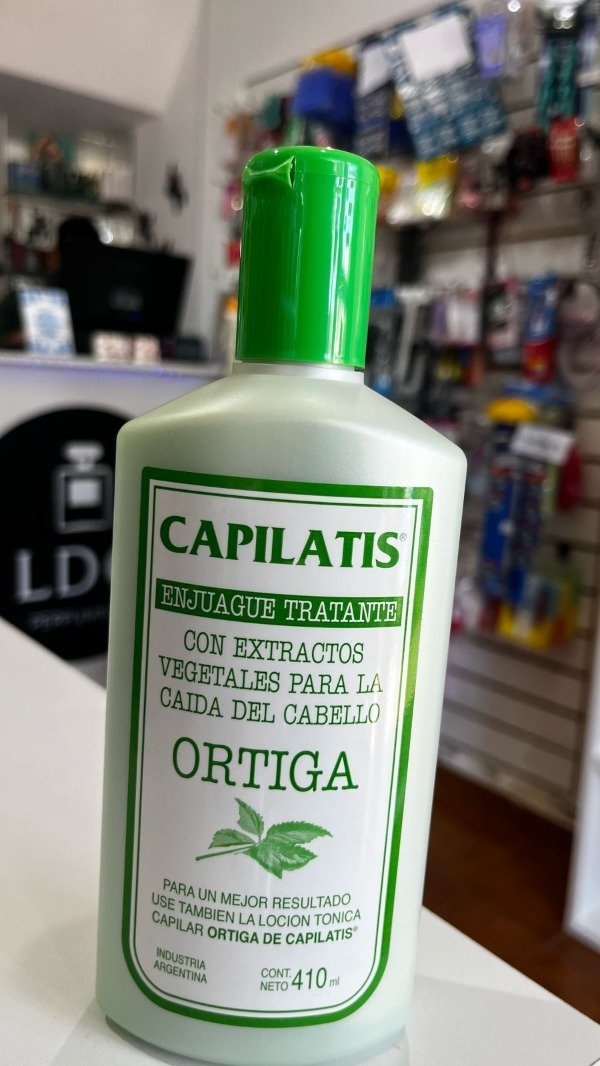 CAPILATIS®
ENJUAGUE TRATANTE
CON EXTRACTOS
VEGETALES PARA LA
CAIDA DEL CABELLO
ORTIGA
PARA UN MEJOR RESULTADO
USE TAMBIEN LA LOCION TONICA
CAPILAR ORTIGA DE CAPILATIS®
INDUSTRIA
ARGENTINA
CONT.
NETO 410 ml